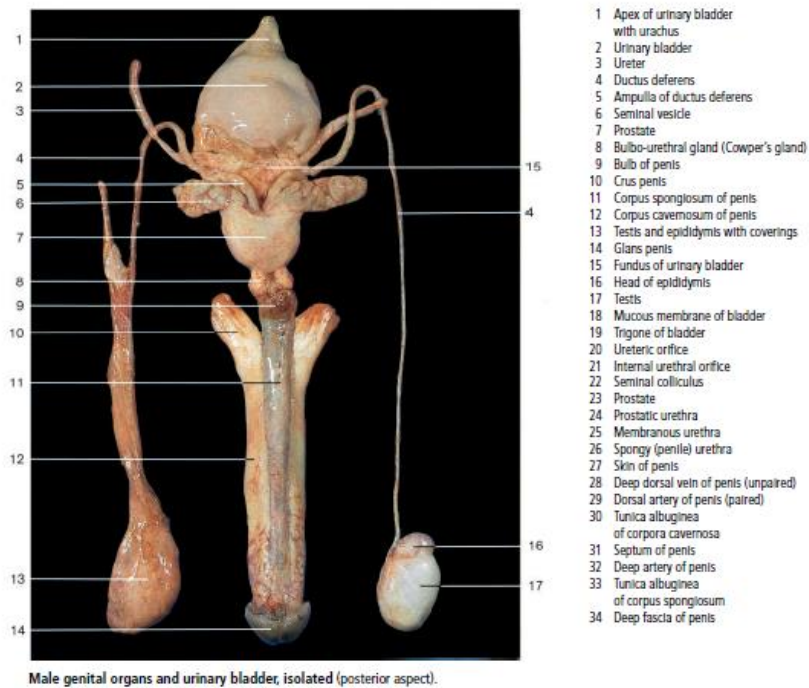 1
2
3
4
5
6
7
8
9
10
11
12
13
14
15
4
16
17
1 Apex of urinary bladder
with urachus
2 Urinary bladder
3 Ureter
4 Ductus deferens
5 Ampulla of ductus deferens
6 Seminal vesicle
7 Prostate
8 Bulbo-urethral gland (Cowper's gland)
9 Bulb of penis
10 Crus penis
11 Corpus spongiosum of penis
12 Corpus cavernosum of penis
13 Testis and epididymis with coverings
14 Glans penis
15 Fundus of urinary bladder
16 Head of epididymis
17 Testis
18 Mucous membrane of bladder
19 Trigone of bladder
20 Ureteric orifice
21 Internal urethral orifice
22 Seminal colliculus
23 Prostate
24 Prostatic urethra
25 Membranous urethra
26 Spongy (penile) urethra
27 Skin of penis
28 Deep dorsal vein of penis (unpaired)
29 Dorsal artery of penis (paired)
30 Tunica albuginea
of corpora cavernosa
31 Septum of penis
32 Deep artery of penis
33 Tunica albuginea
of corpus spongiosum
34 Deep fascia of penis
Male genital organs and urinary bladder, isolated (posterior aspect).